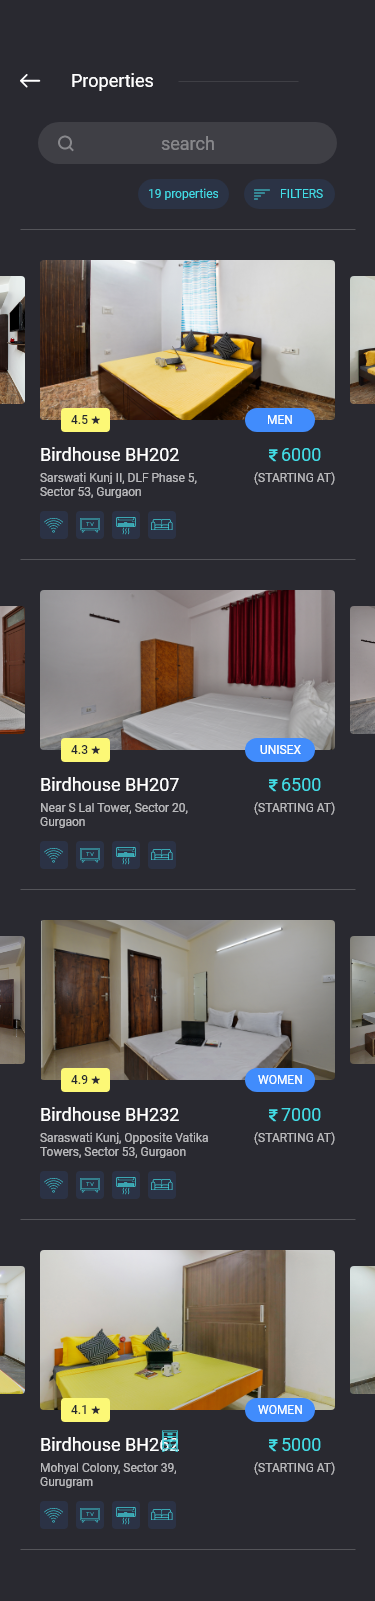 Properties
search
19 properties
FILTERS
4.5 ★
MEN
Birdhouse BH202
₹ 6000
Sarswati Kunj II, DLF Phase 5,
(STARTING AT)
Sector 53, Gurgaon
TV
4.3 ★
UNISEX
Birdhouse BH207
₹ 6500
Near S Lal Tower, Sector 20,
(STARTING AT)
Gurgaon
TV
4.9 ★
WOMEN
Birdhouse BH232
₹ 7000
Saraswati Kunj, Opposite Vatika
(STARTING AT)
Towers, Sector 53, Gurgaon
TV
4.1 ★
WOMEN
Birdhouse
₹ 5000
Mohyal Colony, Sector 39,
(STARTING AT)
Gurugram
TV